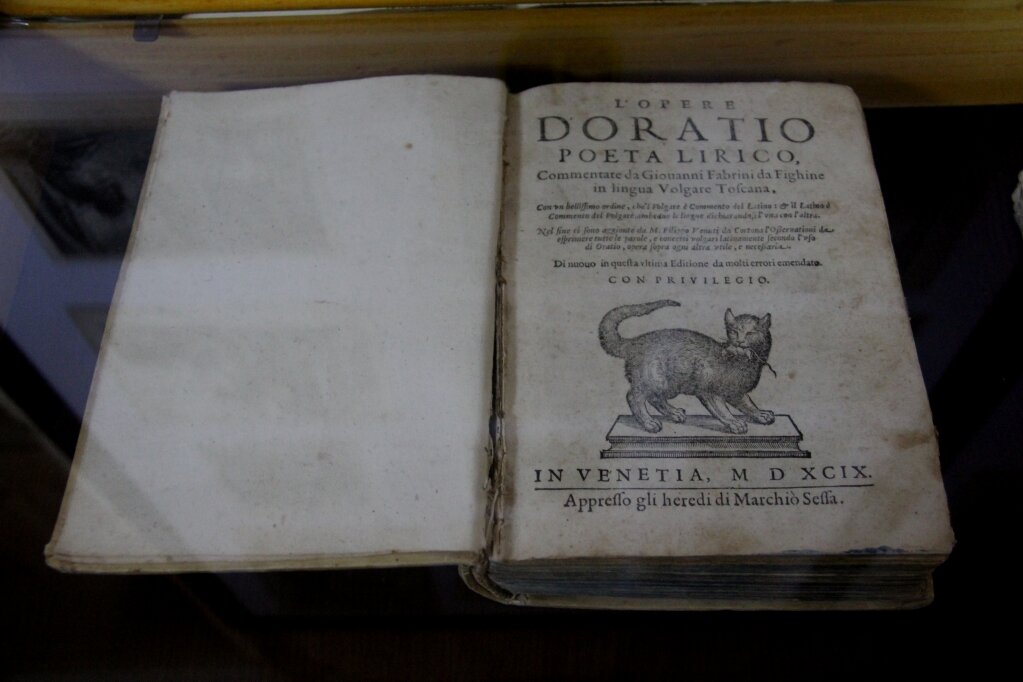 L'OPERE
D'ORATIO
POETA LIRICO,
Commentate da Giouanni Fabrini da Fighine
in lingua Volgare Toscana,
Con vn bellissimo ordine, che'l Volgare è Commento del Latino: & il Latino è
Commento del Volgare: ambedue le lingue dichiarando, l'vna con l'altra.
Nel fine vi sono aggiunte da M. Filippo Venuti da Cortona l'Osseruationi da
esprimere tutte le parole, e concetti volgari latinamente secondo l'vso
di Oratio, opera sopra ogni altra vtile, e necessaria.
Di nuouo in questa vltima Editione da molti errori emendato.
CON PRIVILEGIO.
IN VENETIA, M D XCIX.
Appresso gli heredi di Marchiò Sessa.